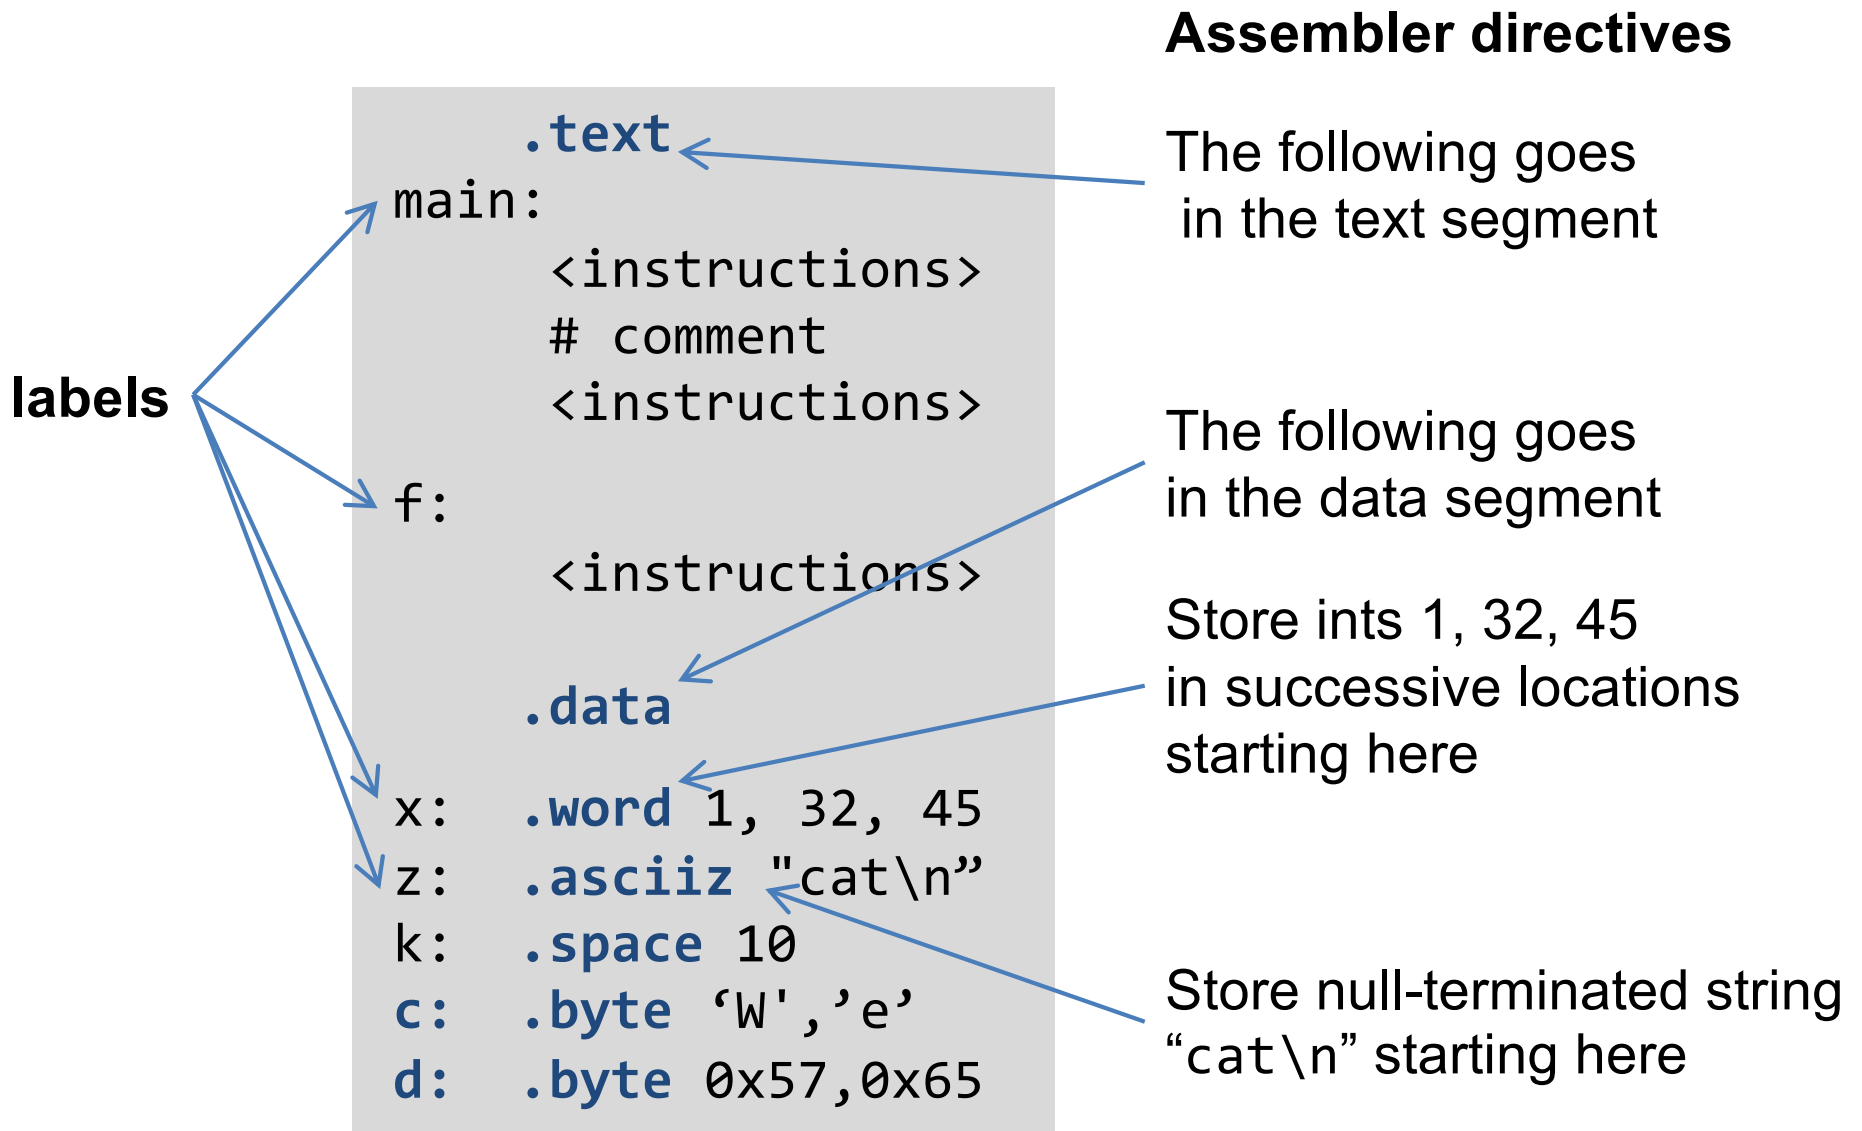 Assembler directives
.text
main:
<instructions>
# comment
<instructions>
f:
<instructions>
.data
x: .word 1, 32, 45
z: .asciiz "cat\n”
k: .space 10
c: .byte ‘W','e’
d: .byte 0x57,0x65
labels
The following goes
in the text segment
The following goes
in the data segment
Store ints 1, 32, 45
in successive locations
starting here
Store null-terminated string
“cat\n” starting here